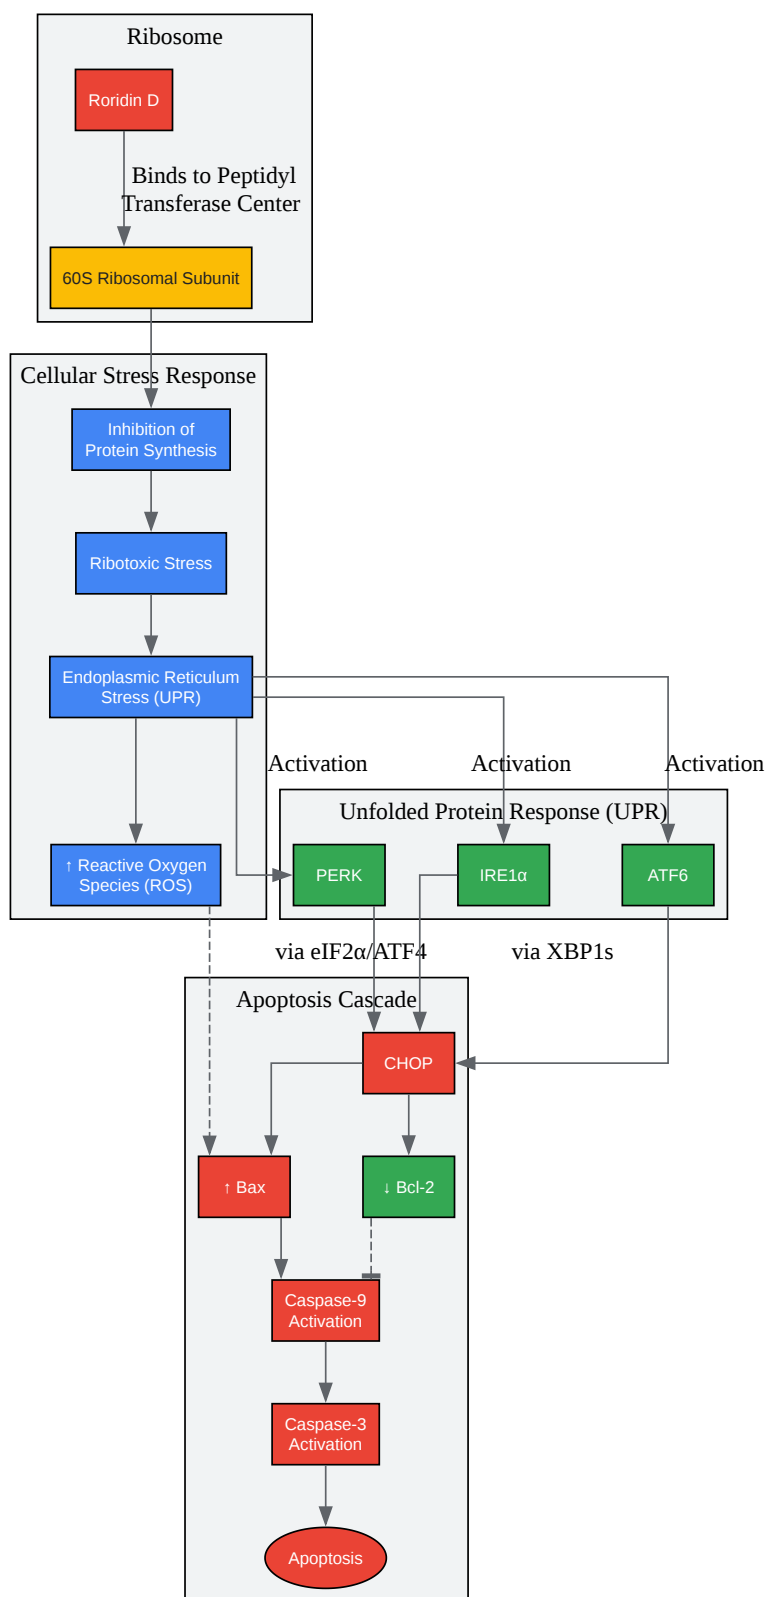 Ribosome
Roridin D
Binds to Peptidyl
Transferase Center
60S Ribosomal Subunit
Cellular Stress Response
Inhibition of
Protein Synthesis
Ribotoxic Stress
Endoplasmic Reticulum
Stress (UPR)
Activation
Activation
Activation
Unfolded Protein Response (UPR)
↑ Reactive Oxygen
Species (ROS)
PERK
IRE1α
ATF6
via eIF2α/ATF4
via XBP1s
Apoptosis Cascade
CHOP
↑ Bax
↓ Bcl-2
Caspase-9
Activation
Caspase-3
Activation
Apoptosis